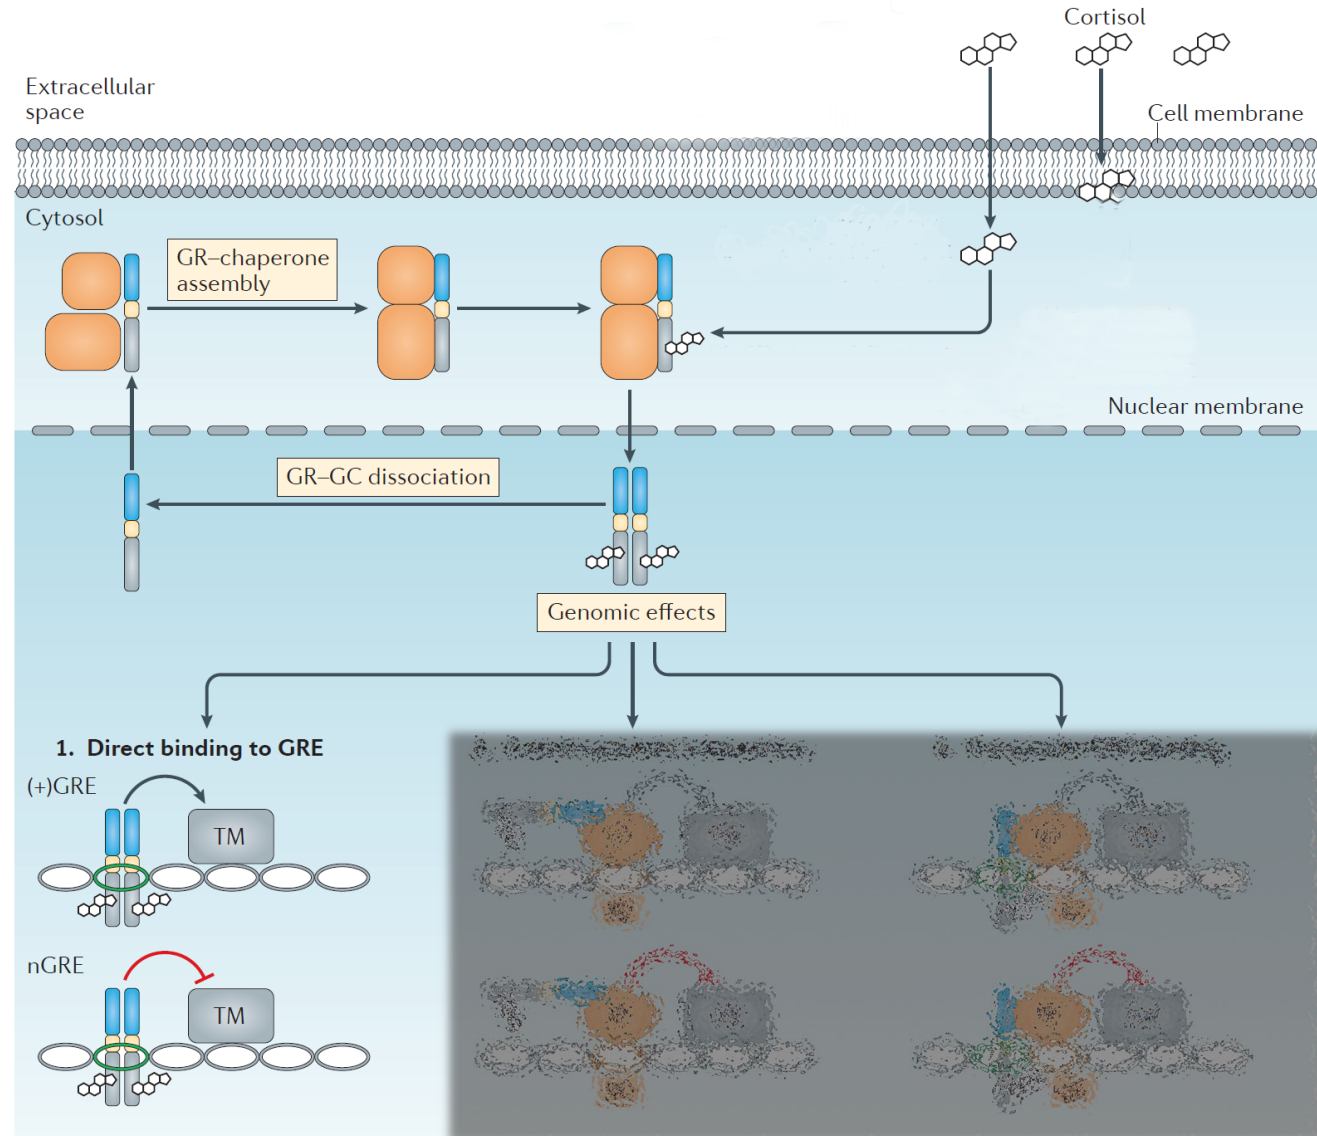 Cortisol
Extracellular
space
Cell membrane
Cytosol
GR–chaperone
assembly
Nuclear membrane
GR–GC dissociation
Genomic effects
1. Direct binding to GRE
(+)GRE
TM
nGRE
TM